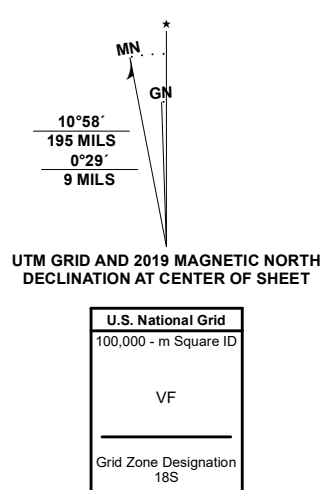 ★
MN
GN
10°58´
195 MILS
0°29´
9 MILS
UTM GRID AND 2019 MAGNETIC NORTH
DECLINATION AT CENTER OF SHEET
U.S. National Grid
100,000 - m Square ID
VF
Grid Zone Designation
18S